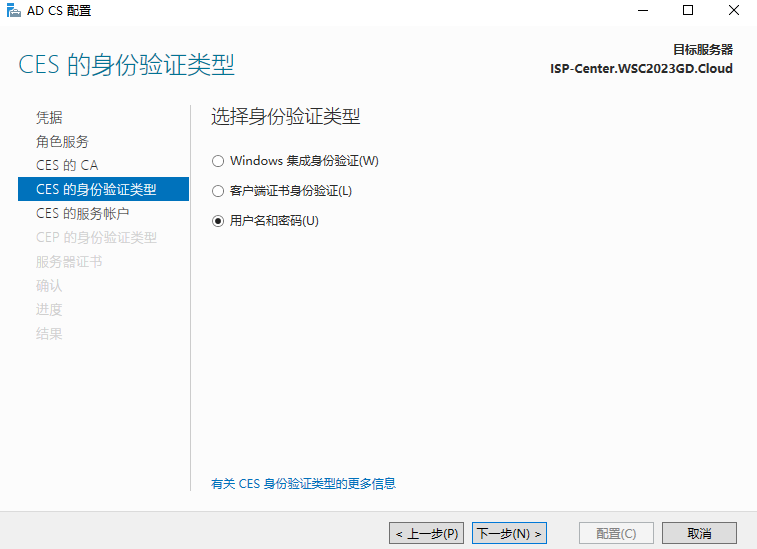 AD CS 配置
CES 的身份验证类型
目标服务器
ISP-Center.WSC2023GD.Cloud
凭据
角色服务
CES 的 CA
CES 的身份验证类型
CES 的服务帐户
CEP 的身份验证类型
服务器证书
确认
进度
结果
选择身份验证类型
Windows 集成身份验证(W)
客户端证书身份验证(L)
用户名和密码(U)
有关 CES 身份验证类型的更多信息
< 上一步(P)
下一步(N) >
配置(C)
取消